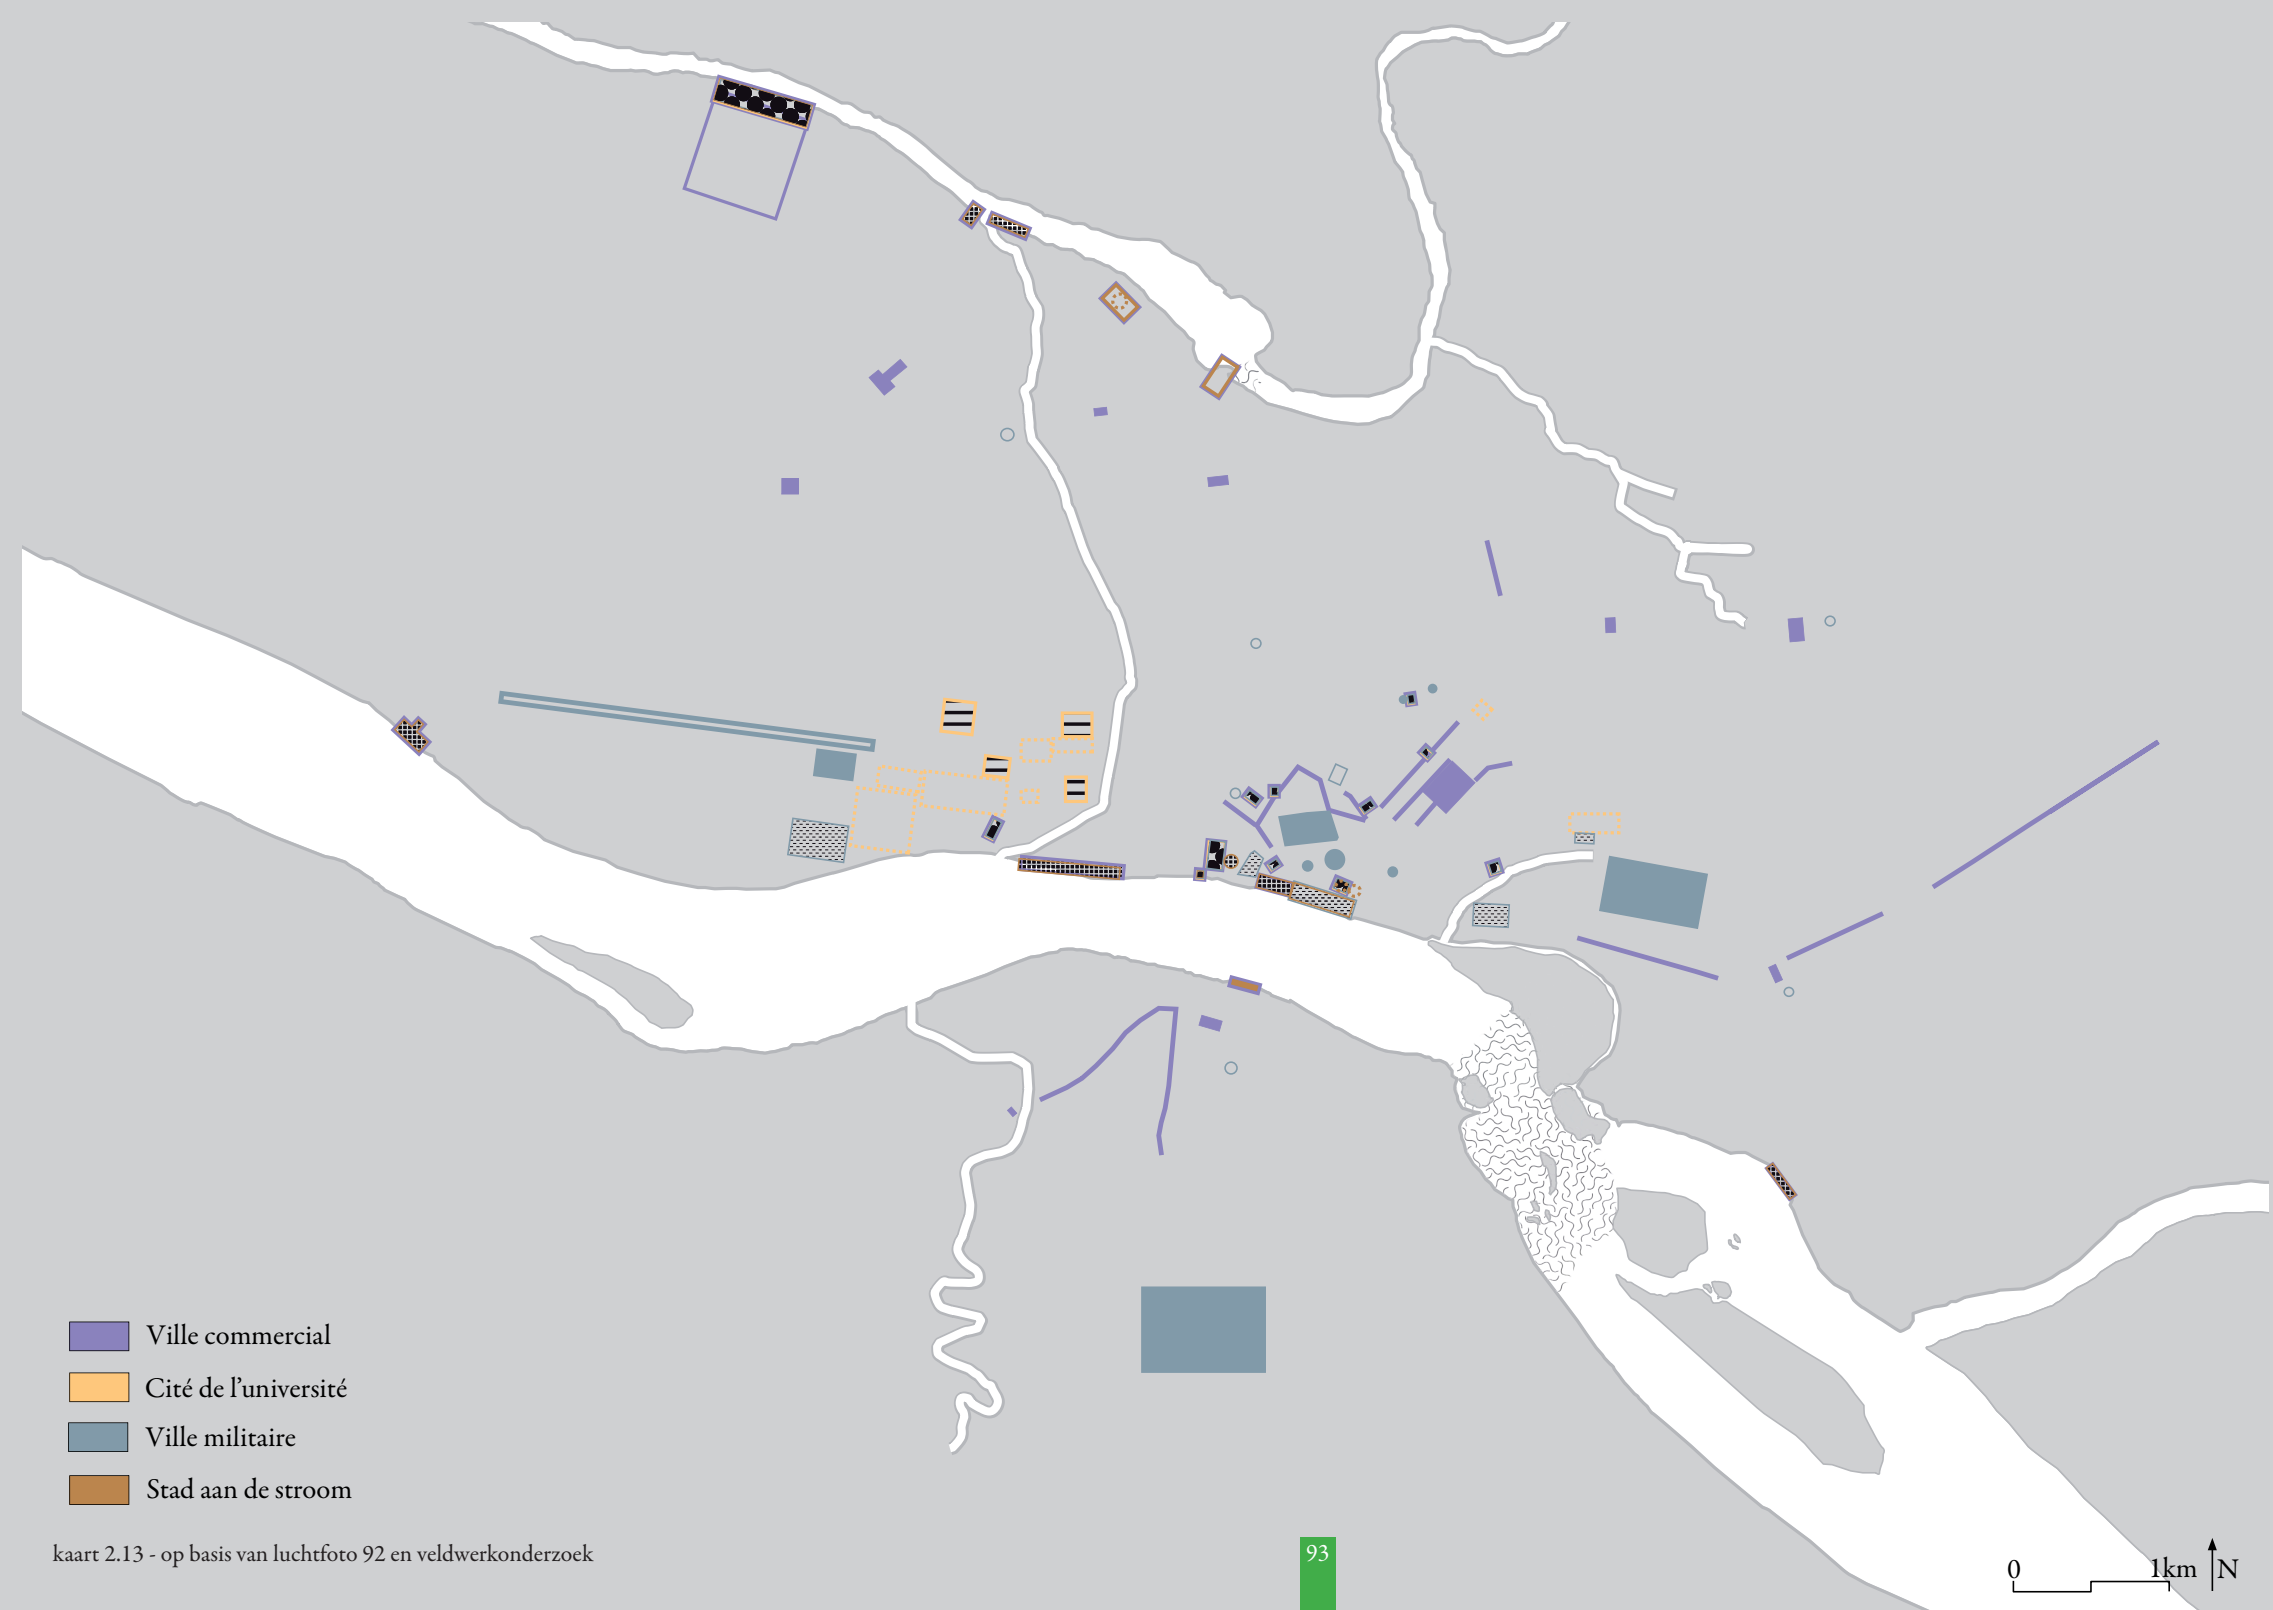 Ville commercial
Cité de l’université
Ville militaire
Stad aan de stroom
kaart 2.13 - op basis van luchtfoto 92 en veldwerkonderzoek
93
0 1km N